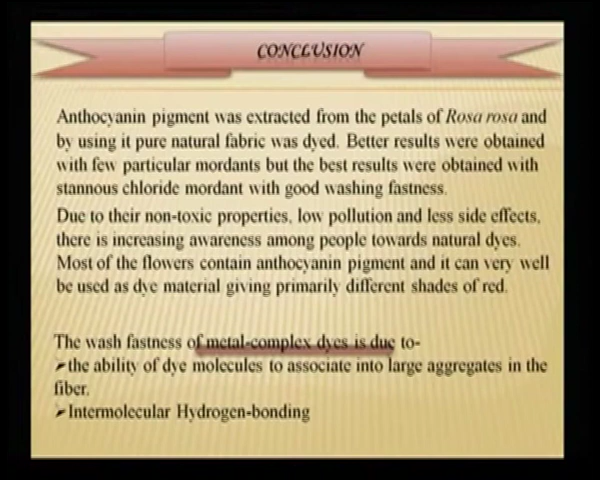 CONCLUSION
Anthocyanin pigment was extracted from the petals of Rosa rosa and
by using it pure natural fabric was dyed. Better results were obtained
with few particular mordants but the best results were obtained with
stannous chloride mordant with good washing fastness.
Due to their non-toxic properties, low pollution and less side effects,
there is increasing awareness among people towards natural dyes.
Most of the flowers contain anthocyanin pigment and it can very well
be used as dye material giving primarily different shades of red.
The wash fastness of metal-complex dyes is due to-
➤the ability of dye molecules to associate into large aggregates in the
fiber.
➤Intermolecular Hydrogen-bonding